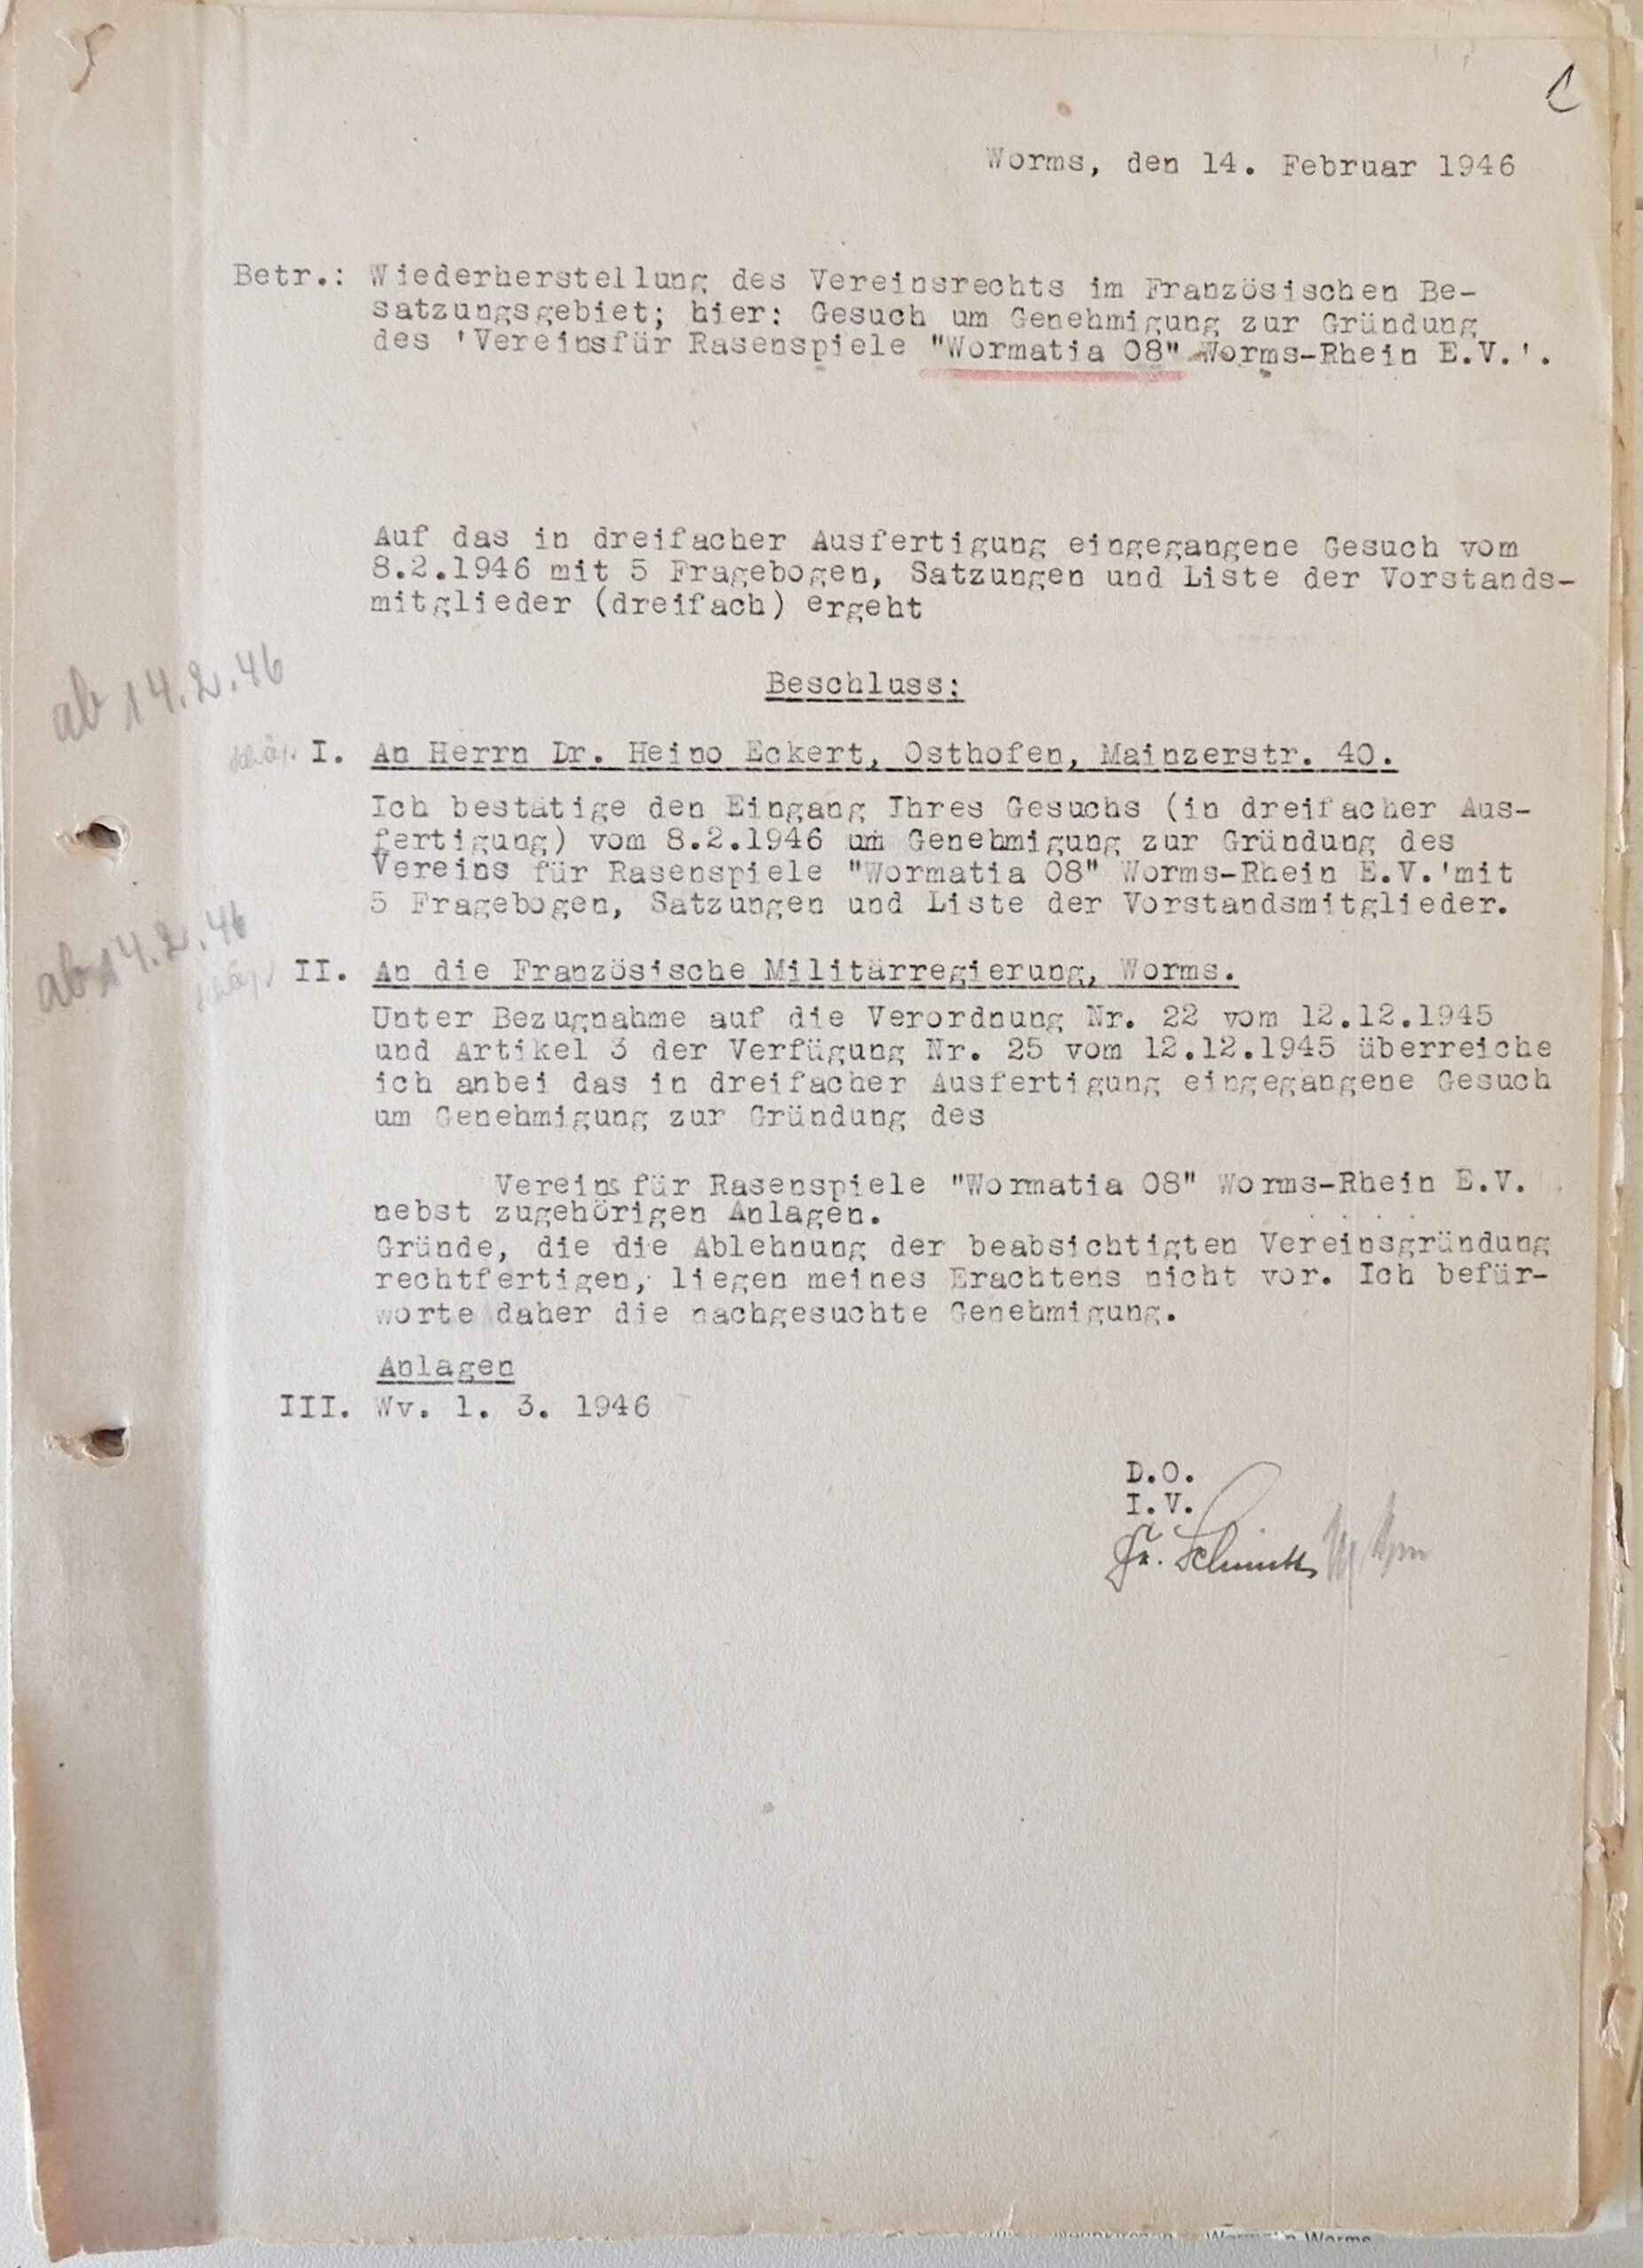 Worms, den 14. Februar 1946
Betr.: Wiederherstellung des Vereinsrechts im Französischen Be-
satzungsgebiet; hier: Gesuch um Genehmigung zur Gründung
des 'Vereinsfür Rasenspiele "Wormatia 08" Worms-Rhein E.V.'.
Auf das in dreifacher Ausfertigung eingegangene Gesuch vom
8.2.1946 mit 5 Fragebogen, Satzungen und Liste der Vorstands-
mitglieder (dreifach) ergeht
ab 14.2.46
Beschluss:
I. An Herrn Dr. Heino Eckert, Osthofen, Mainzerstr. 40.
Ich bestätige den Eingang Ihres Gesuchs (in dreifacher Aus-
fertigung) vom 8.2.1946 um Genehmigung zur Gründung des
Vereins für Rasenspiele "Wormatia 08" Worms-Rhein E.V.'mit
5 Fragebogen, Satzungen und Liste der Vorstandsmitglieder.
ab 14.2.46
II. An die Französische Militärregierung, Worms.
Unter Bezugnahme auf die Verordnung Nr. 22 vom 12.12.1945
und Artikel 3 der Verfügung Nr. 25 vom 12.12.1945 überreiche
ich anbei das in dreifacher Ausfertigung eingegangene Gesuch
um Genehmigung zur Gründung des
Vereins für Rasenspiele "Wormatia 08" Worms-Rhein E.V.
nebst zugehörigen Anlagen.
Gründe, die die Ablehnung der beabsichtigten Vereinsgründung
rechtfertigen, liegen meines Erachtens nicht vor. Ich befür-
worte daher die nachgesuchte Genehmigung.
Anlagen
III. Wv. 1. 3. 1946
D.O.
I.V.